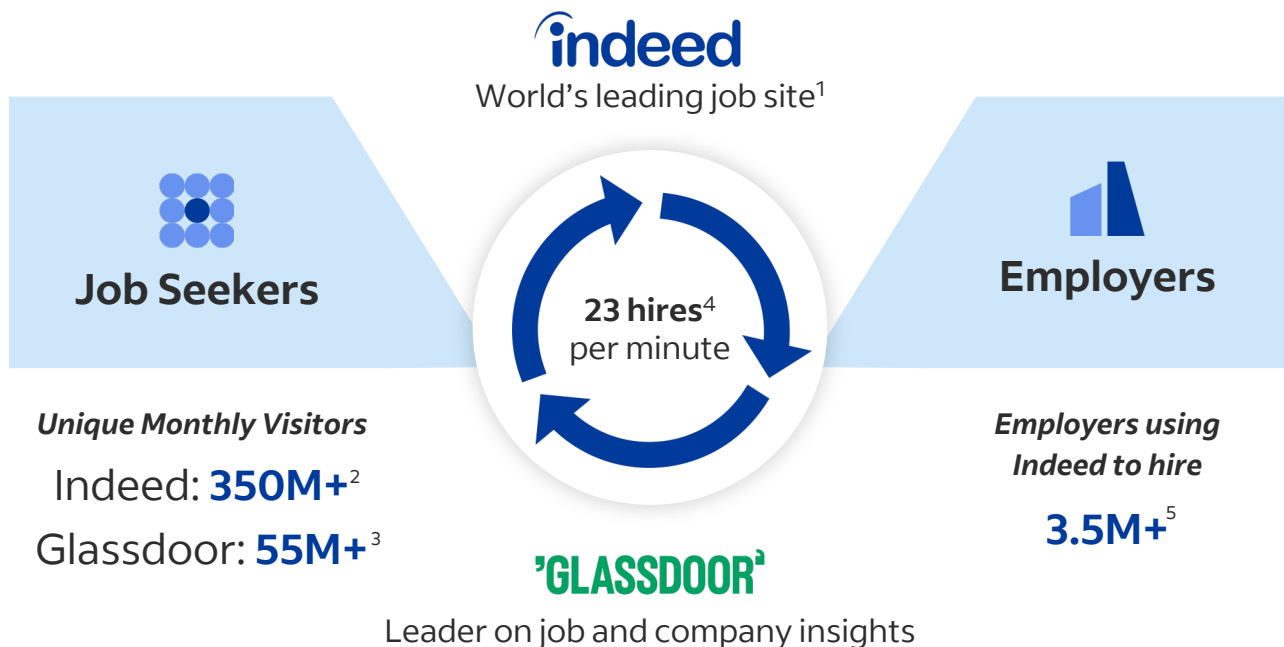 indeed
World's leading job site¹
Job Seekers
Employers
23 hires⁴
per minute
Unique Monthly Visitors
Indeed: 350M+²
Glassdoor: 55M+³
Employers using
Indeed to hire
3.5M+⁵
GLASSDOOR
Leader on job and company insights